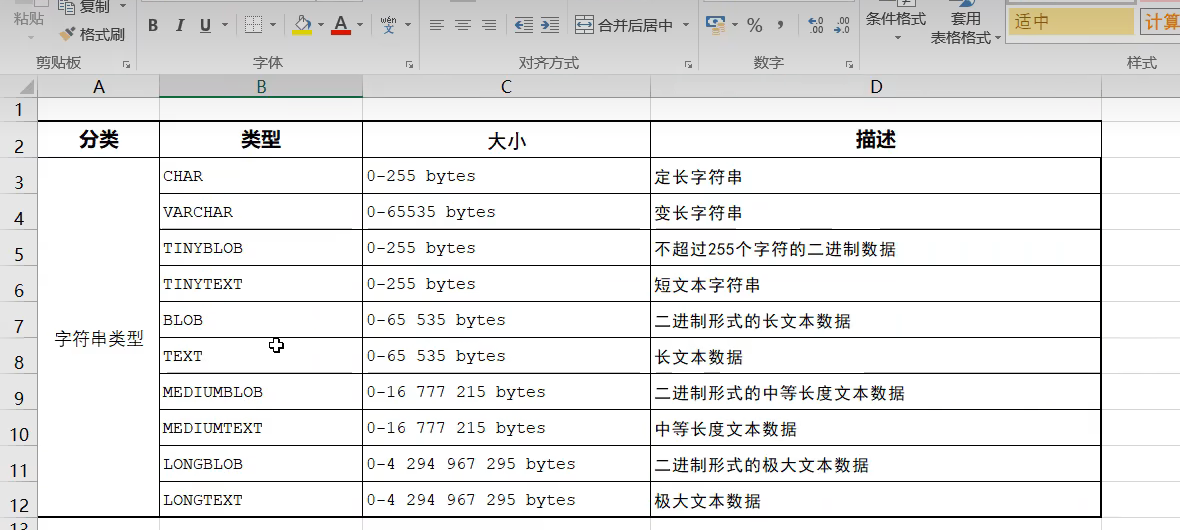 粘贴 复制
格式刷
B I U A wén 文 合并后居中 % , 条件格式 套用 表格格式 适中 计算
剪贴板 字体 对齐方式 数字 样式
A B C D
1
2 分类 类型 大小 描述
3 CHAR 0-255 bytes 定长字符串
4 VARCHAR 0-65535 bytes 变长字符串
5 TINYBLOB 0-255 bytes 不超过255个字符的二进制数据
6 TINYTEXT 0-255 bytes 短文本字符串
7 BLOB 0-65 535 bytes 二进制形式的长文本数据
字符串类型
8 TEXT 0-65 535 bytes 长文本数据
9 MEDIUMBLOB 0-16 777 215 bytes 二进制形式的中等长度文本数据
10 MEDIUMTEXT 0-16 777 215 bytes 中等长度文本数据
11 LONGBLOB 0-4 294 967 295 bytes 二进制形式的极大文本数据
12 LONGTEXT 0-4 294 967 295 bytes 极大文本数据
13